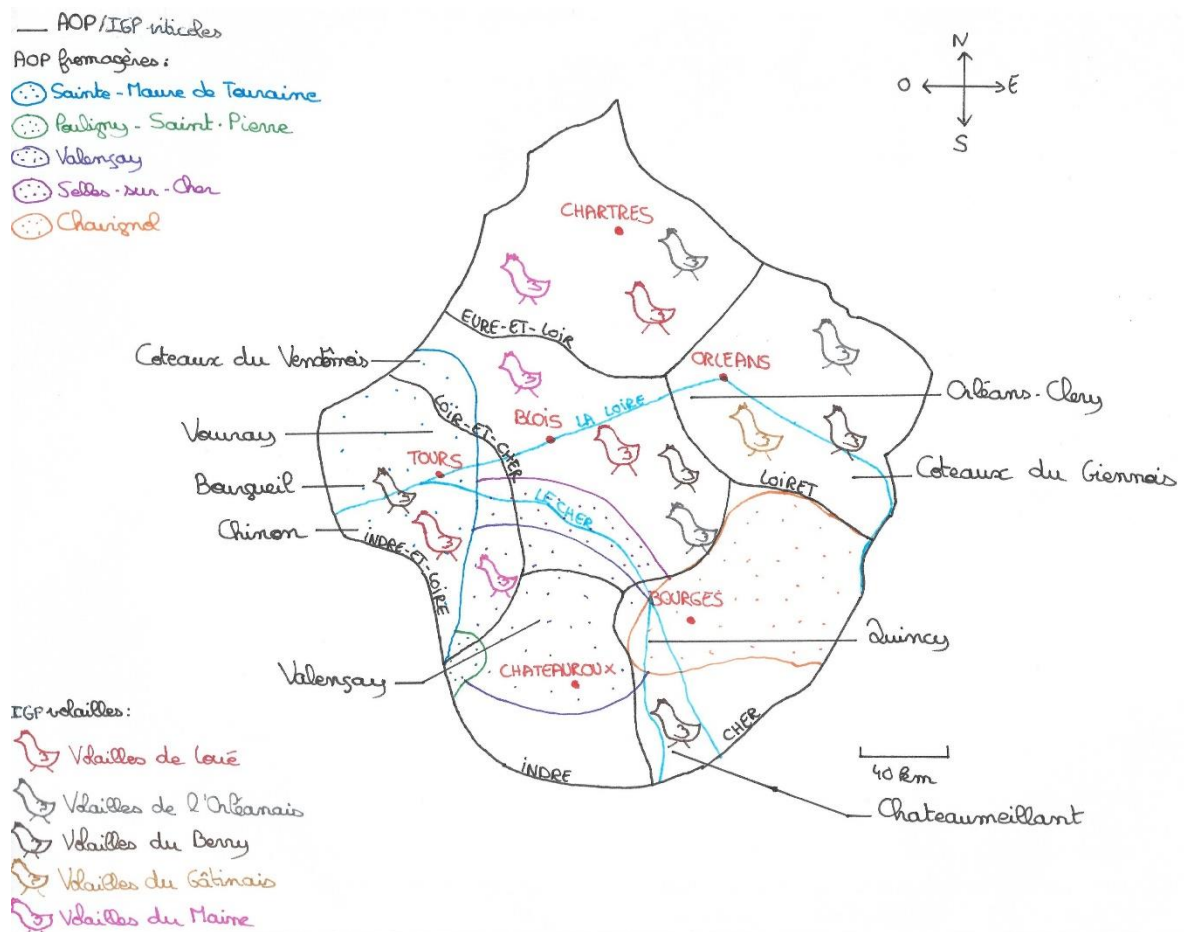 AOP/IGP viticoles
AOP fromagères :
Sainte-Maure de Touraine
Pouligny-Saint-Pierre
Valençay
Selles-sur-Cher
Chavignol
N
O
E
S
CHARTRES
EURE-ET-LOIR
Coteaux du Vendômois
ORLEANS
Orléans-Clery
LOIR-ET-CHER
BLOIS
LA LOIRE
Vouvray
TOURS
Bourgueil
LOIRET
Coteaux du Giennois
LE CHER
Chinon
INDRE-ET-LOIRE
BOURGES
Quincy
Valençay
CHATEAUROUX
CHER
INDRE
40 km
Chateaumeillant
IGP volailles :
Volailles de Loué
Volailles de l'Orléanais
Volailles du Berry
Volailles du Gâtinais
Volailles du Maine